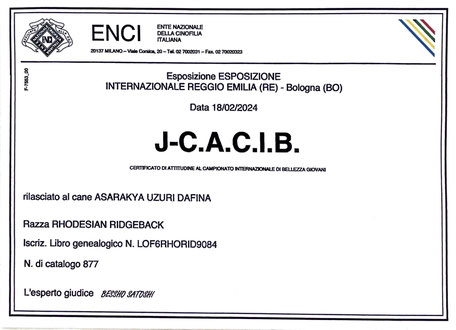 ENCI
ENTE NAZIONALE
DELLA CINOFILIA
ITALIANA
20137 MILANO – Viale Corsica, 20 – Tel. 02 7002031 – Fax. 02 70020323
Esposizione ESPOSIZIONE
INTERNAZIONALE REGGIO EMILIA (RE) - Bologna (BO)
Data 18/02/2024
J-C.A.C.I.B.
CERTIFICATO DI ATTITUDINE AL CAMPIONATO INTERNAZIONALE DI BELLEZZA GIOVANI
rilasciato al cane ASARAKYA UZURI DAFINA
Razza RHODESIAN RIDGEBACK
Iscriz. Libro genealogico N. LOF6RHORID9084
N. di catalogo 877
L'esperto giudice BESSHO SATOSHI